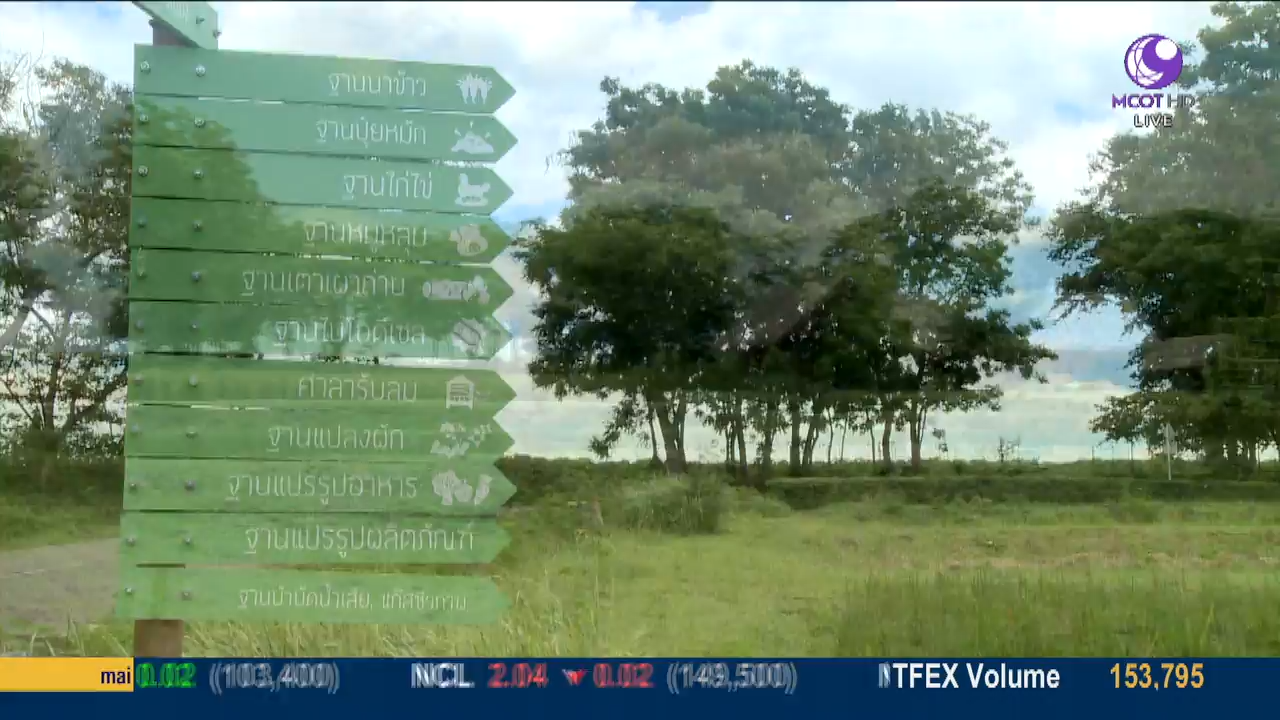 ฐานนาข้าว
ฐานปุ๋ยหมัก
ฐานไก่ไข่
ฐานหมูหลุม
ฐานเตาเผาถ่าน
ฐานไบโอดีเซล
ศาลารับลม
ฐานแปลงผัก
ฐานแปรรูปอาหาร
ฐานแปรรูปผลิตภัณฑ์
ฐานบำบัดน้ำเสีย, แก๊สชีวภาพ
MCOT HD
LIVE
mai 0.02 (103,400) NCL 2.04 0.02 (149,500) TFEX Volume 153,795